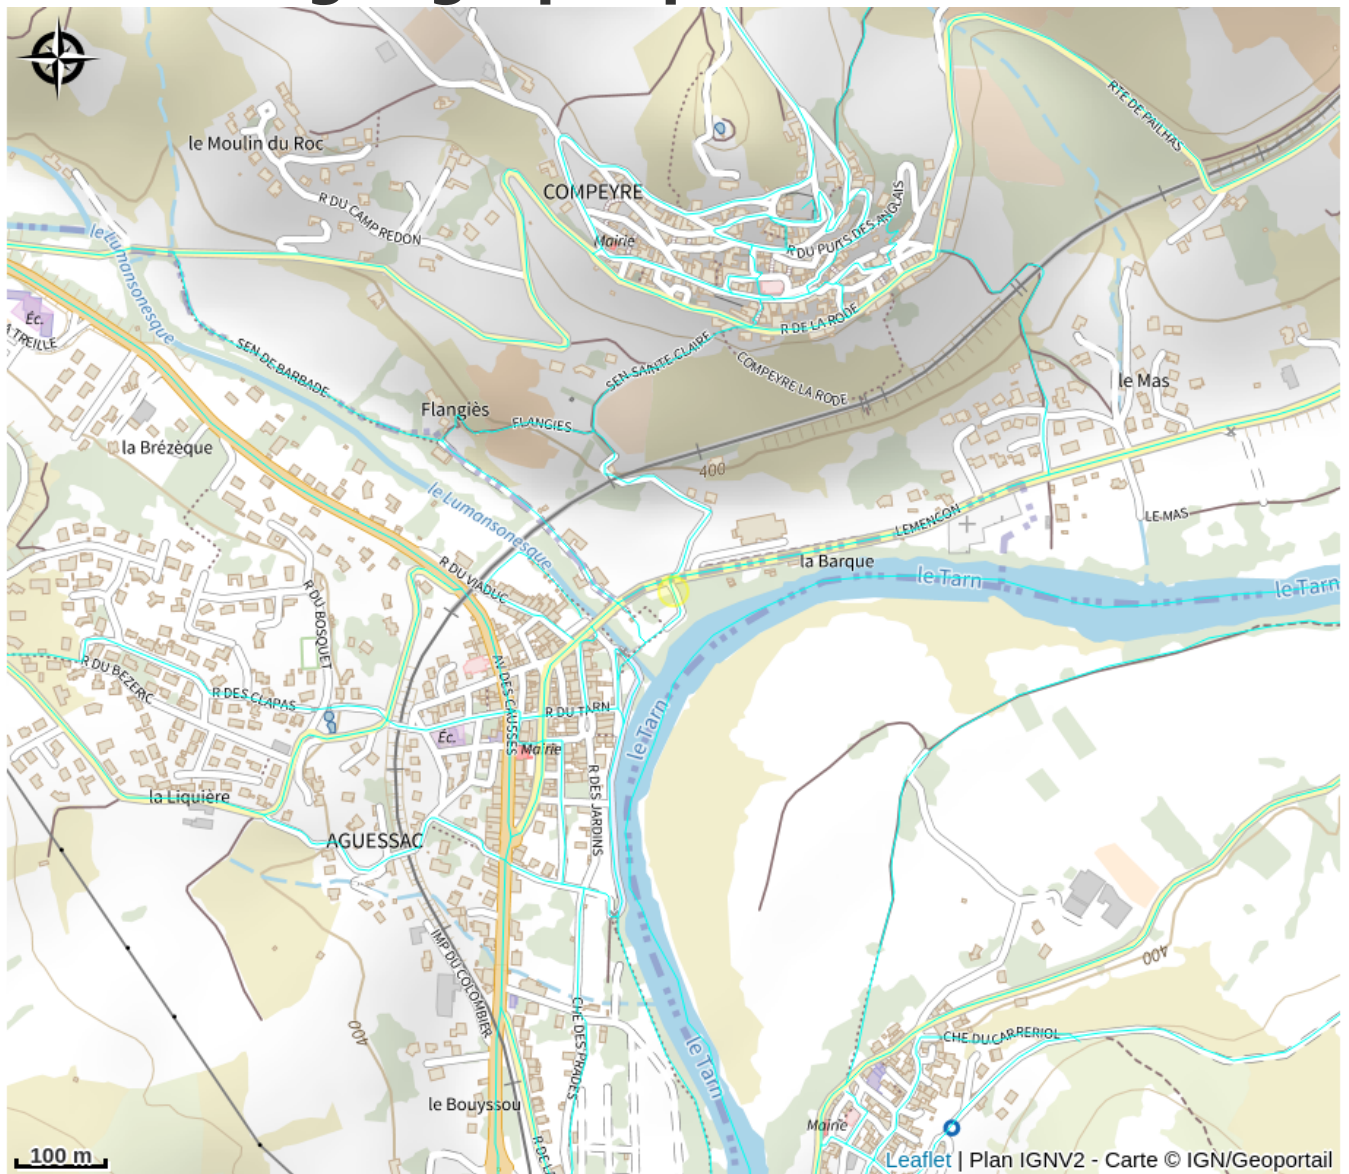 RTE DE PAILHAS
le Moulin du Roc
COMPEYRE
R DU CAMPREDON
R DU PUITS DES ANGLAIS
Mairie
le Lumansonesque
Éc.
A TREILLE
R DE LA RODE
SEN SAINTE CLAIRE
SEN DE BARBADE
COMPEYRE LA RODE
le Mas
Flangiès
FLANGIES
la Brézèque
400
le Lumansonesque
LEMENCON
LE MAS
la Barque
R DU VIADUC
le Tarn
le Tarn
R DU BOSQUET
R DU BEZERIC
R DES CLAPAS
AV DES CAUSSES
R DU TARN
le Tarn
Éc.
Mairie
la Liquière
R DES JARDINS
AGUESSAC
400
IMP DU COLOMBIER
400
CHE DES PRADES
CHE DU CARRERIOL
le Tarn
le Bouyssou
Mairie
R DE L
100 m
Leaflet | Plan IGNV2 - Carte © IGN/Geoportail